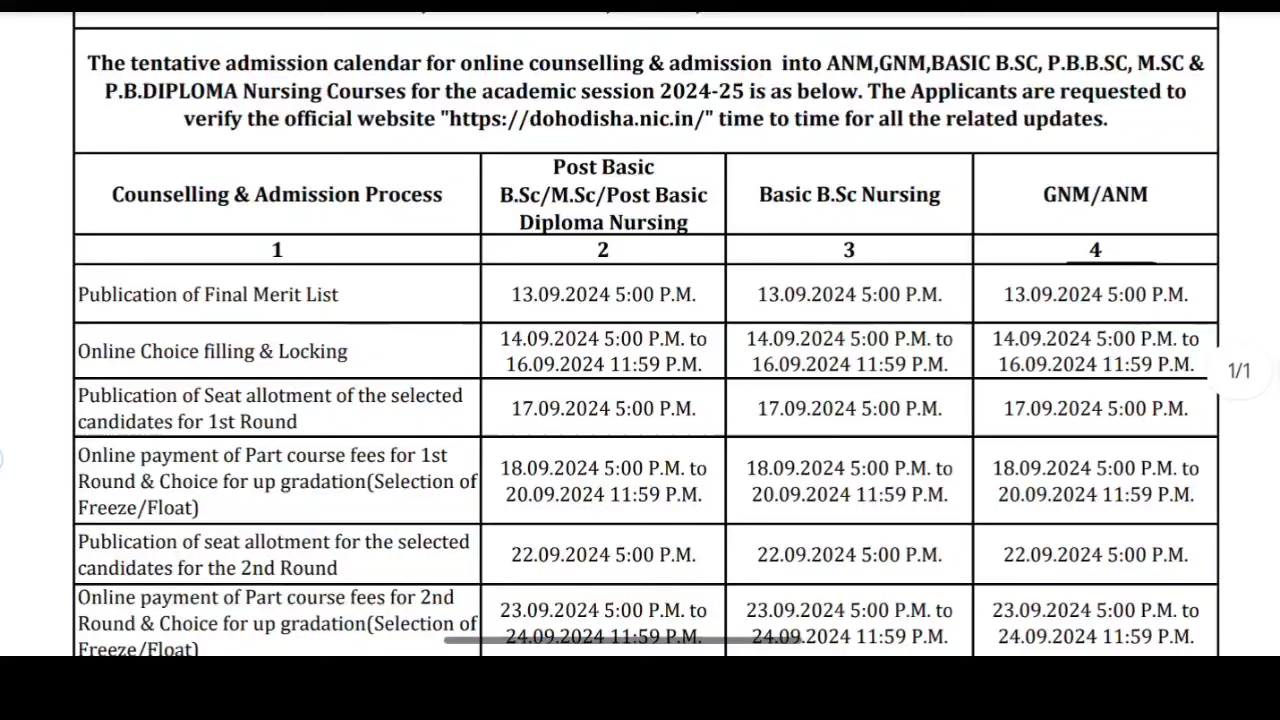 The tentative admission calendar for online counselling & admission into ANM,GNM,BASIC B.SC, P.B.B.SC, M.SC &
P.B.DIPLOMA Nursing Courses for the academic session 2024-25 is as below. The Applicants are requested to
verify the official website "https://dohodisha.nic.in/" time to time for all the related updates.
Counselling & Admission Process
Post Basic
B.Sc/M.Sc/Post Basic
Diploma Nursing
Basic B.Sc Nursing
GNM/ANM
1
2
3
4
Publication of Final Merit List
13.09.2024 5:00 P.M.
13.09.2024 5:00 P.M.
13.09.2024 5:00 P.M.
Online Choice filling & Locking
14.09.2024 5:00 P.M. to
16.09.2024 11:59 P.M.
14.09.2024 5:00 P.M. to
16.09.2024 11:59 P.M.
14.09.2024 5:00 P.M. to
16.09.2024 11:59 P.M.
1/1
Publication of Seat allotment of the selected
candidates for 1st Round
17.09.2024 5:00 P.M.
17.09.2024 5:00 P.M.
17.09.2024 5:00 P.M.
Online payment of Part course fees for 1st
Round & Choice for up gradation(Selection of
Freeze/Float)
18.09.2024 5:00 P.M. to
20.09.2024 11:59 P.M.
18.09.2024 5:00 P.M. to
20.09.2024 11:59 P.M.
18.09.2024 5:00 P.M. to
20.09.2024 11:59 P.M.
Publication of seat allotment for the selected
candidates for the 2nd Round
22.09.2024 5:00 P.M.
22.09.2024 5:00 P.M.
22.09.2024 5:00 P.M.
Online payment of Part course fees for 2nd
Round & Choice for up gradation(Selection of
Freeze/Float)
23.09.2024 5:00 P.M. to
24.09.2024 11:59 P.M.
23.09.2024 5:00 P.M. to
24.09.2024 11:59 P.M.
23.09.2024 5:00 P.M. to
24.09.2024 11:59 P.M.